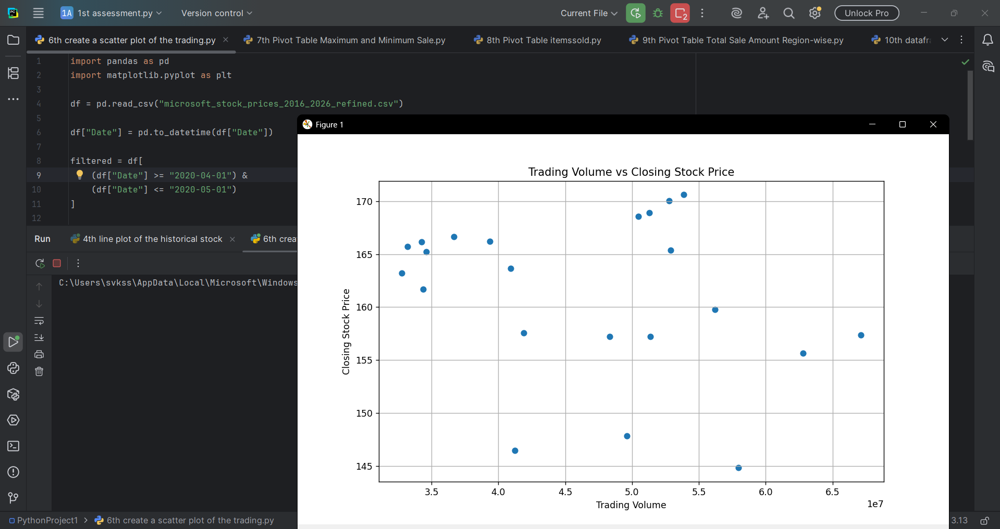 PC
1A 1st assessment.py
Version control
Current File
2
Unlock Pro
6th create a scatter plot of the trading.py
7th Pivot Table Maximum and Minimum Sale.py
8th Pivot Table itemssold.py
9th Pivot Table Total Sale Amount Region-wise.py
10th datafra
1 import pandas as pd
2 import matplotlib.pyplot as plt
3
4 df = pd.read_csv("microsoft_stock_prices_2016_2026_refined.csv")
5
6 df["Date"] = pd.to_datetime(df["Date"])
7
8 filtered = df[
9 (df["Date"] >= "2020-04-01") &
10 (df["Date"] <= "2020-05-01")
11 ]
12
Run
4th line plot of the historical stock
6th crea
C:\Users\svkss\AppData\Local\Microsoft\Windows
Figure 1
Trading Volume vs Closing Stock Price
Closing Stock Price
170
165
160
155
150
145
3.5 4.0 4.5 5.0 5.5 6.0 6.5
Trading Volume
1e7
PythonProject1 > 6th create a scatter plot of the trading.py
3.13